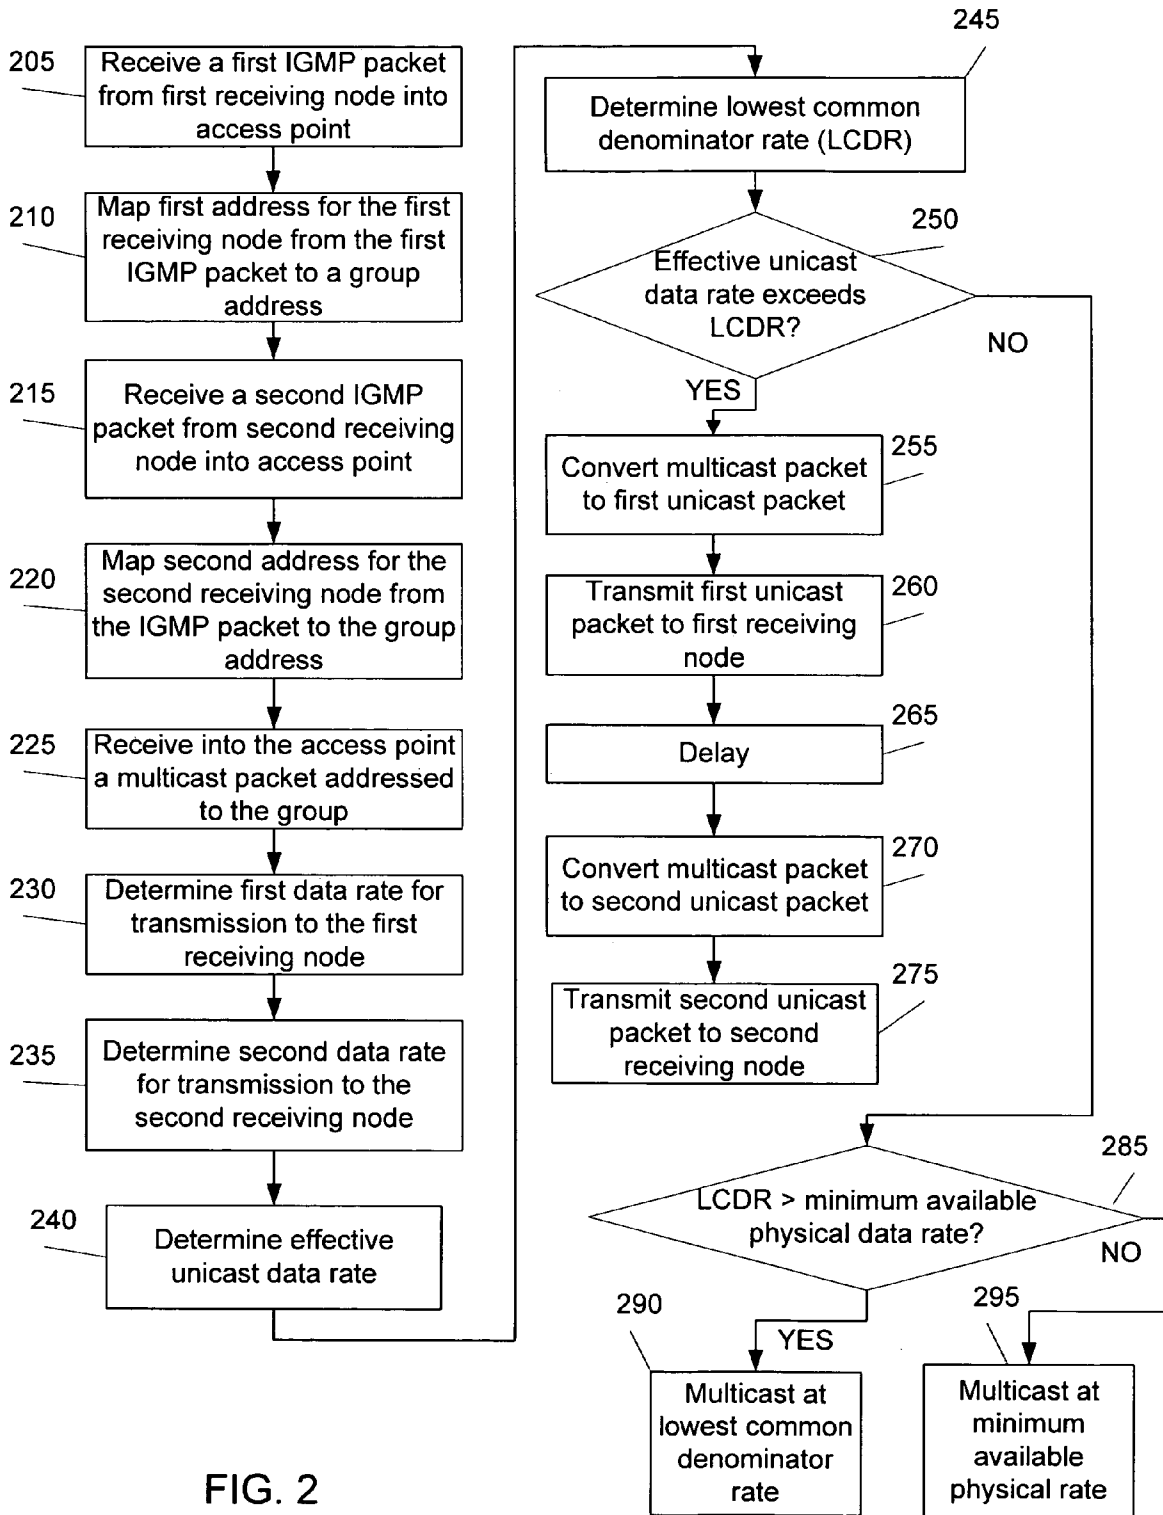 205
Receive a first IGMP packet
from first receiving node into
access point
210
Map first address for the first
receiving node from the first
IGMP packet to a group
address
215
Receive a second IGMP
packet from second receiving
node into access point
220
Map second address for the
second receiving node from
the IGMP packet to the group
address
225
Receive into the access point
a multicast packet addressed
to the group
230
Determine first data rate for
transmission to the first
receiving node
235
Determine second data rate
for transmission to the
second receiving node
240
Determine effective
unicast data rate
245
Determine lowest common
denominator rate (LCDR)
250
Effective unicast
data rate exceeds
LCDR?
NO
YES
255
Convert multicast packet
to first unicast packet
260
Transmit first unicast
packet to first receiving
node
265
Delay
270
Convert multicast packet
to second unicast packet
275
Transmit second unicast
packet to second
receiving node
285
LCDR > minimum available
physical data rate?
NO
YES
290
Multicast at
lowest common
denominator
rate
295
Multicast at
minimum
available
physical rate
FIG. 2